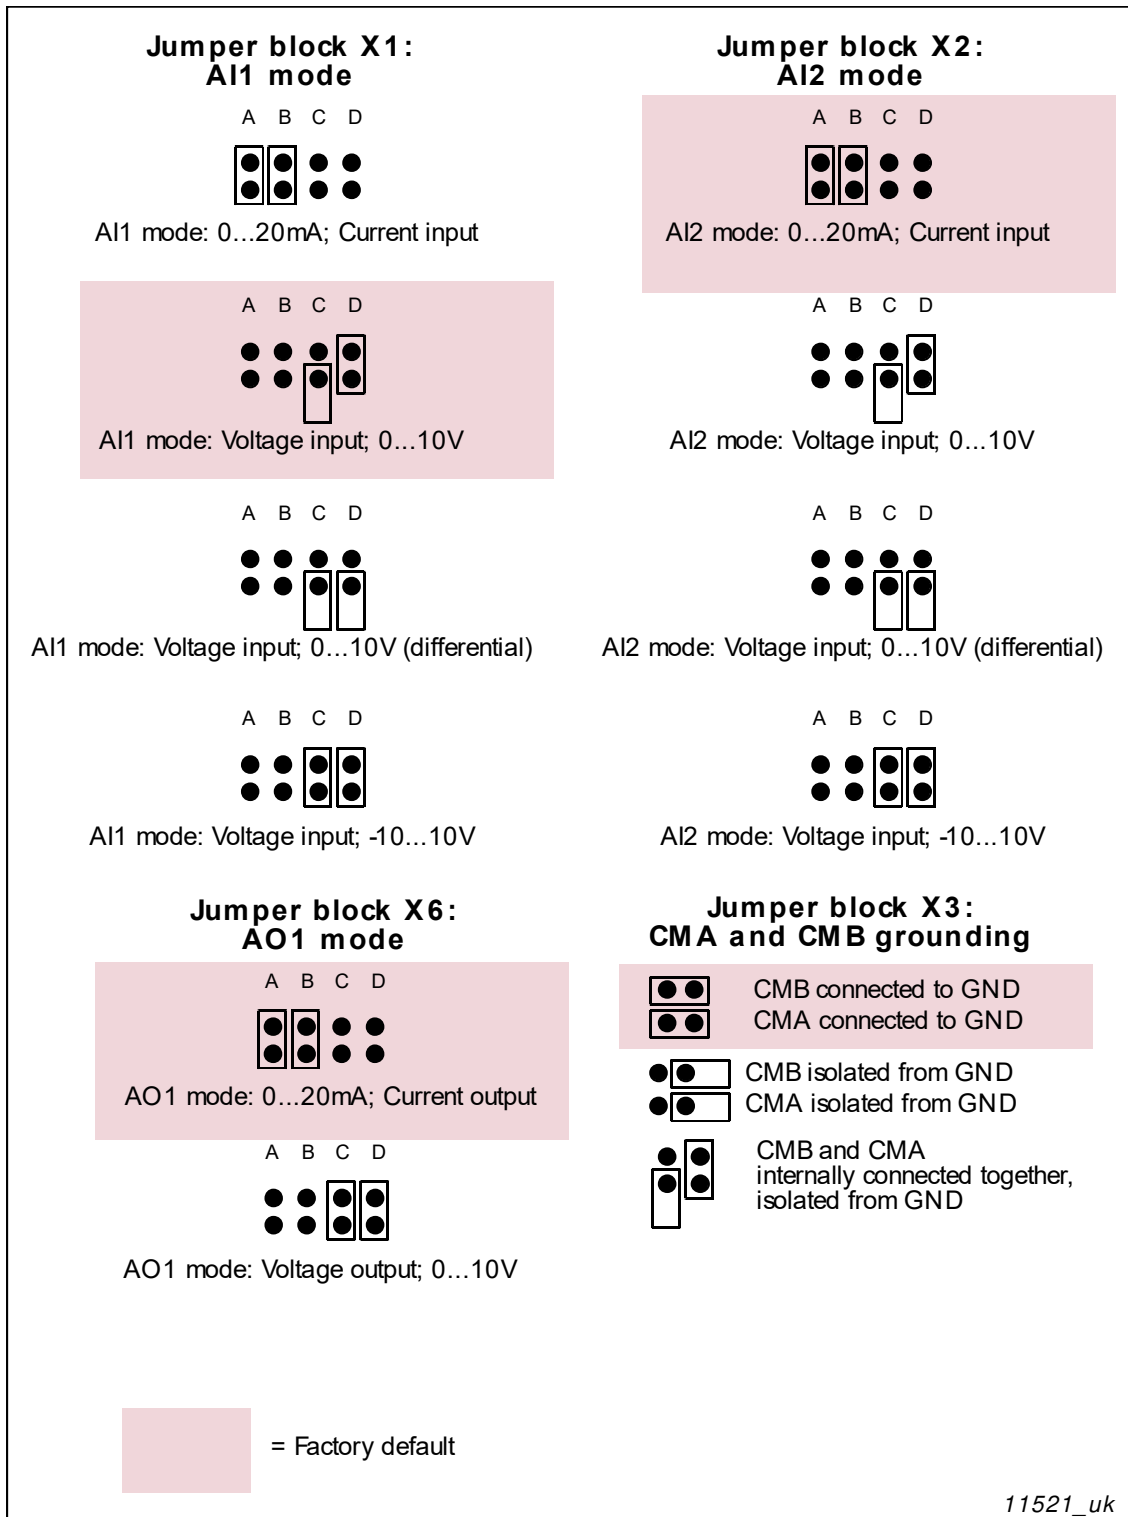 Jumper block X1:
AI1 mode
A B C D
AI1 mode: 0...20mA; Current input
A B C D
AI1 mode: Voltage input; 0...10V
A B C D
AI1 mode: Voltage input; 0...10V (differential)
A B C D
AI1 mode: Voltage input; -10...10V
Jumper block X2:
AI2 mode
A B C D
AI2 mode: 0...20mA; Current input
A B C D
AI2 mode: Voltage input; 0...10V
A B C D
AI2 mode: Voltage input; 0...10V (differential)
A B C D
AI2 mode: Voltage input; -10...10V
Jumper block X6:
AO1 mode
A B C D
AO1 mode: 0...20mA; Current output
A B C D
AO1 mode: Voltage output; 0...10V
Jumper block X3:
CMA and CMB grounding
CMB connected to GND
CMA connected to GND
CMB isolated from GND
CMA isolated from GND
CMB and CMA
internally connected together,
isolated from GND
= Factory default
11521_uk